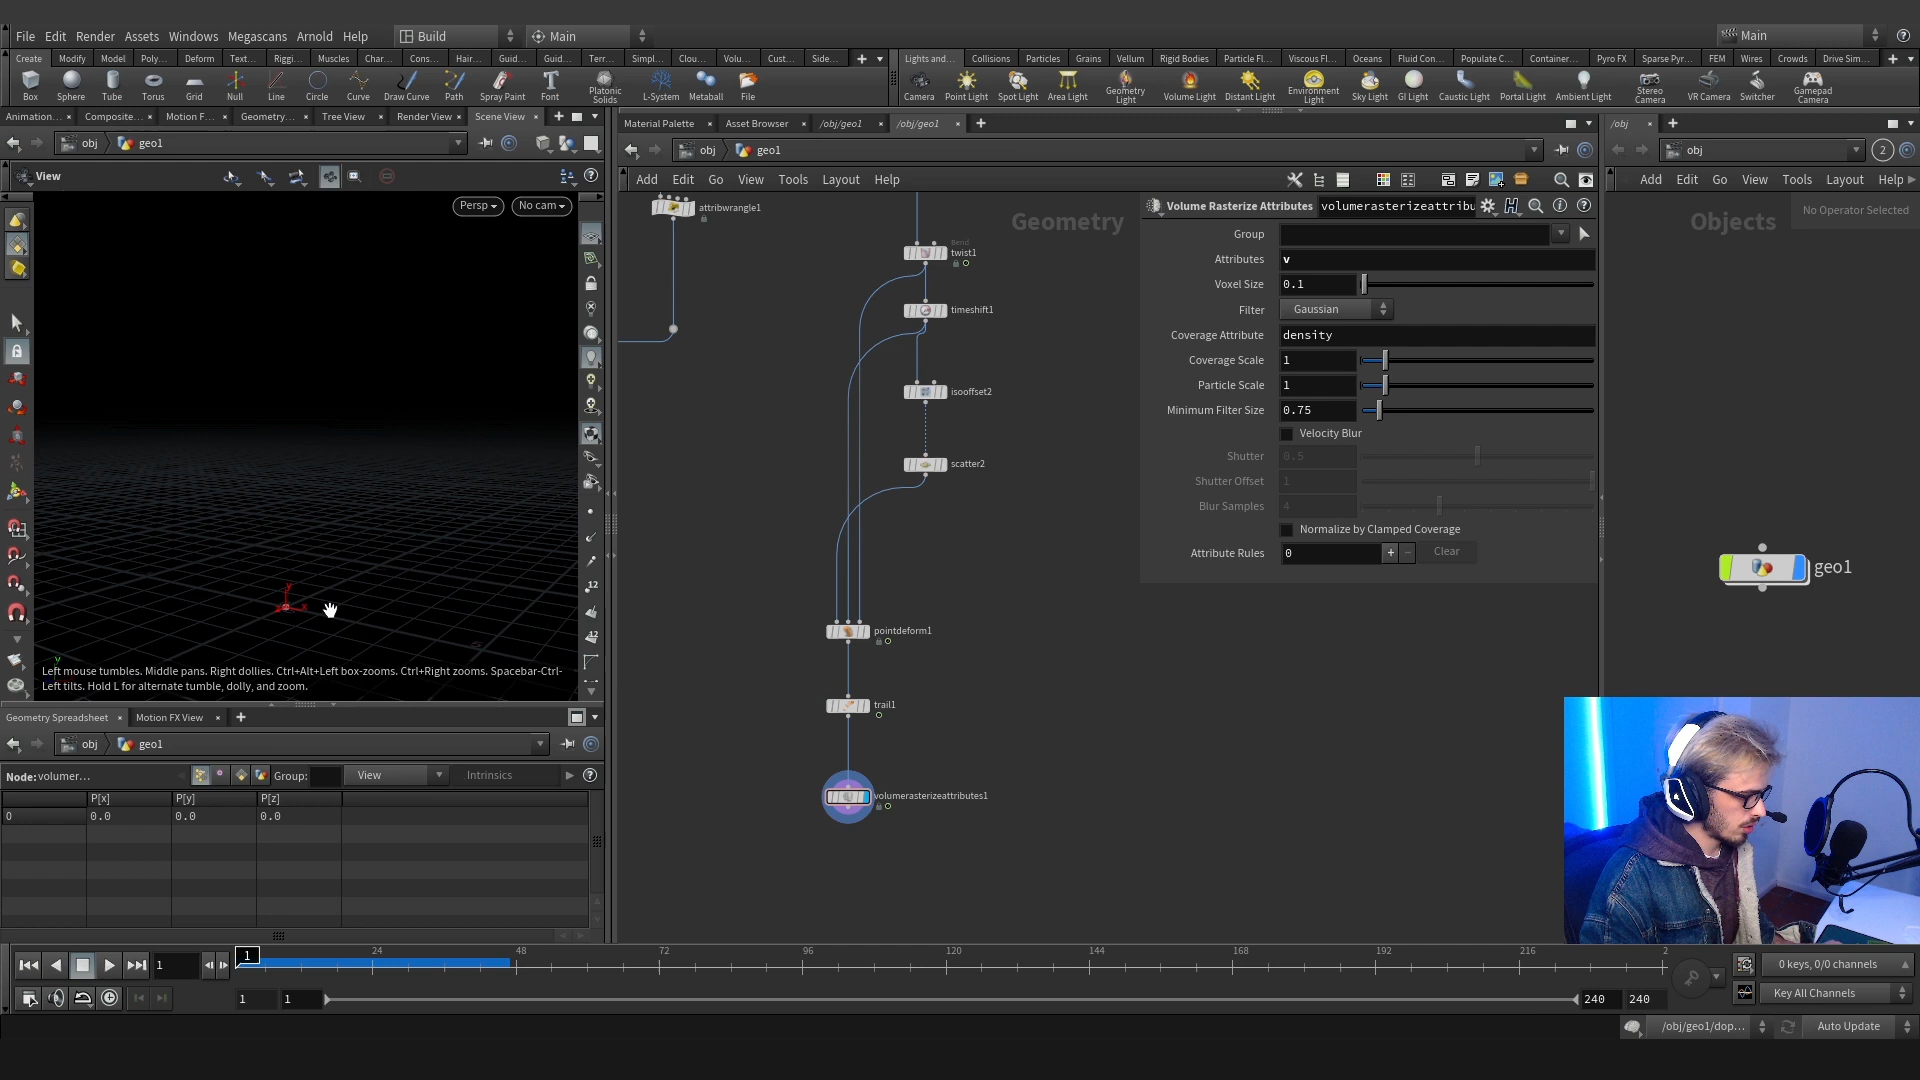 File Edit Render Assets Windows Megascans Arnold Help Build Main Main
Create Modify Model Poly... Deform Text... Riggi... Muscles Char... Cons... Hair... Guid... Guid... Terr... Simpl... Clou... Volu... Cust... Side...
Lights and... Collisions Particles Grains Vellum Rigid Bodies Particle Fl... Viscous Fl... Oceans Fluid Con... Populate C... Container... Pyro FX Sparse Pyr... FEM Wires Crowds Drive Sim...
Box Sphere Tube Torus Grid Null Line Circle Curve Draw Curve Path Spray Paint Font Platonic Solids L-System Metaball File
Camera Point Light Spot Light Area Light Geometry Light Volume Light Distant Light Environment Light Sky Light GI Light Caustic Light Portal Light Ambient Light Stereo Camera VR Camera Switcher Gamepad Camera
Animation... Composite... Motion F... Geometry... Tree View Render View Scene View
obj geo1
View
Persp No cam
12
12
Left mouse tumbles. Middle pans. Right dollies. Ctrl+Alt+Left box-zooms. Ctrl+Right zooms. Spacebar-Ctrl-
Left tilts. Hold L for alternate tumble, dolly, and zoom.
y
y
x
Geometry Spreadsheet Motion FX View
obj geo1
Node: volumer... Group: View Intrinsics
P[x] P[y] P[z]
0 0.0 0.0 0.0
Material Palette Asset Browser /obj/geo1 /obj/geo1
obj geo1
Add Edit Go View Tools Layout Help
Geometry
attribwrangle1
Bend
twist1
timeshift1
isooffset2
scatter2
pointdeform1
trail1
volumerasterizeattributes1
Volume Rasterize Attributes volumerasterizeattribu
Group
Attributes v
Voxel Size 0.1
Filter Gaussian
Coverage Attribute density
Coverage Scale 1
Particle Scale 1
Minimum Filter Size 0.75
Velocity Blur
Shutter 0.5
Shutter Offset 1
Blur Samples 4
Normalize by Clamped Coverage
Attribute Rules 0 + - Clear
/obj
obj 2
Add Edit Go View Tools Layout Help
Objects
No Operator Selected
geo1
1 1 24 48 72 96 120 144 168 192 216 2
1 1 240 240
0 keys, 0/0 channels
Key All Channels
/obj/geo1/dop... Auto Update